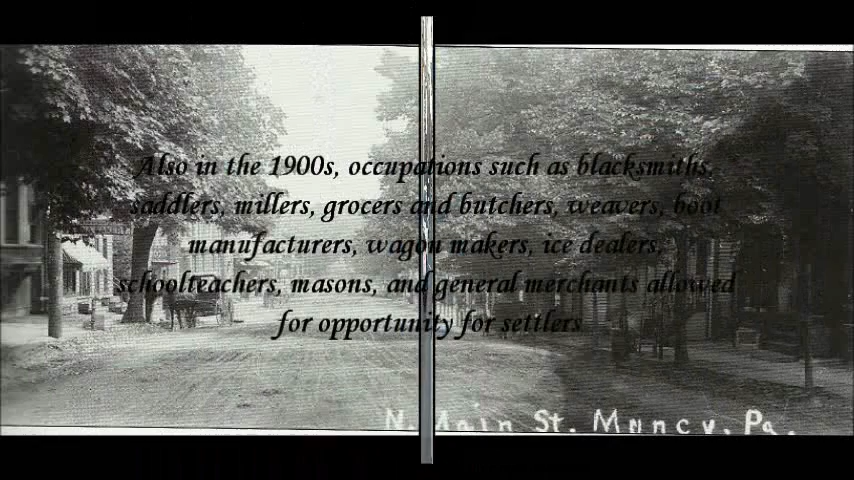 Also in the 1900s, occupations such as blacksmiths,
saddlers, millers, grocers and butchers, weavers, boot
manufacturers, wagon makers, ice dealers,
schoolteachers, masons, and general merchants allowed
for opportunity for settlers
N. Main St. Muncy, Pa.